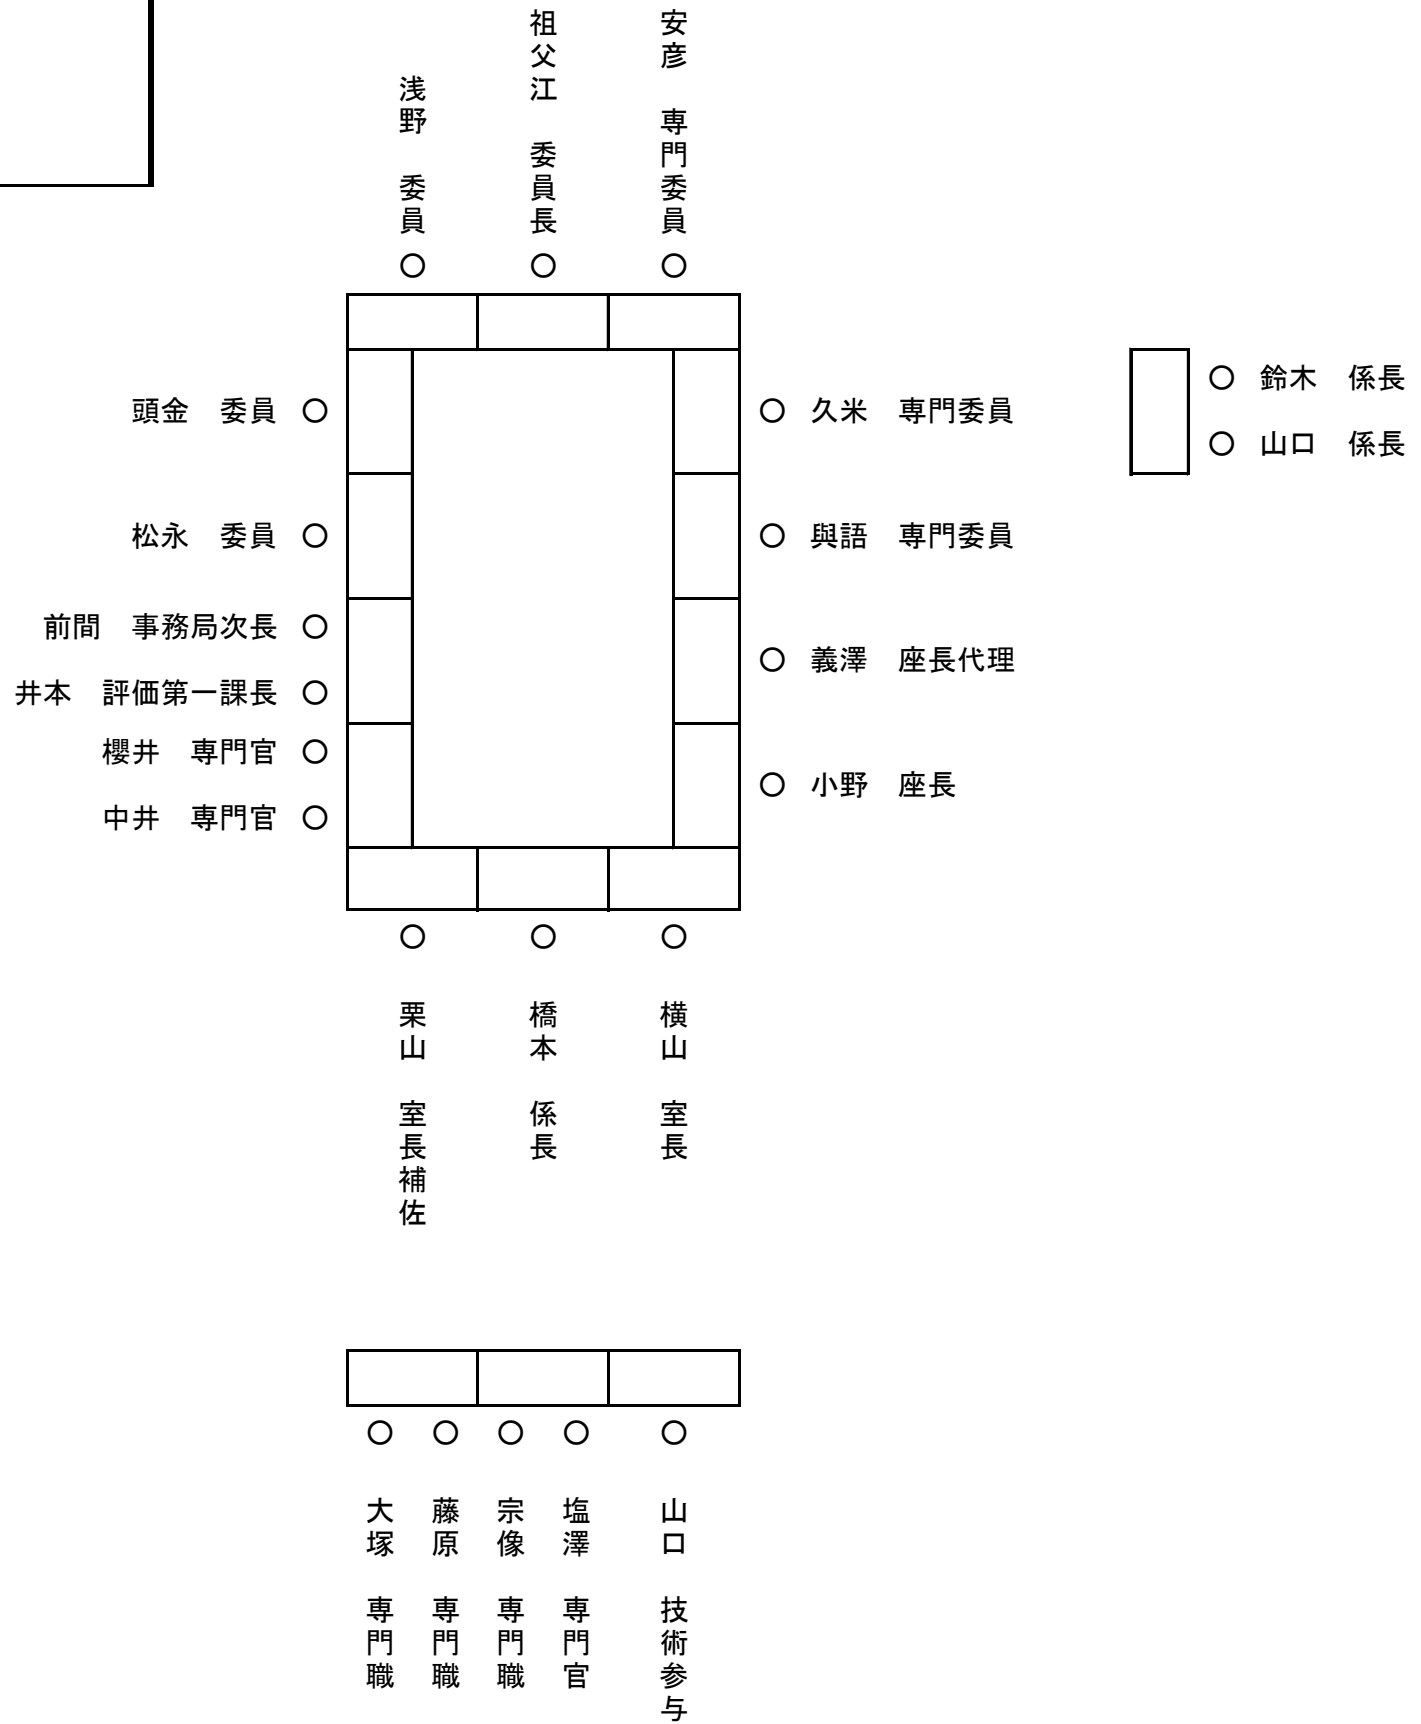 浅野　委員
祖父江　委員長
安彦　専門委員
頭金　委員
松永　委員
前間　事務局次長
井本　評価第一課長
櫻井　専門官
中井　専門官
久米　専門委員
與語　専門委員
義澤　座長代理
小野　座長
鈴木　係長
山口　係長
栗山　室長補佐
橋本　係長
横山　室長
大塚　専門職
藤原　専門職
宗像　専門職
塩澤　専門官
山口　技術参与